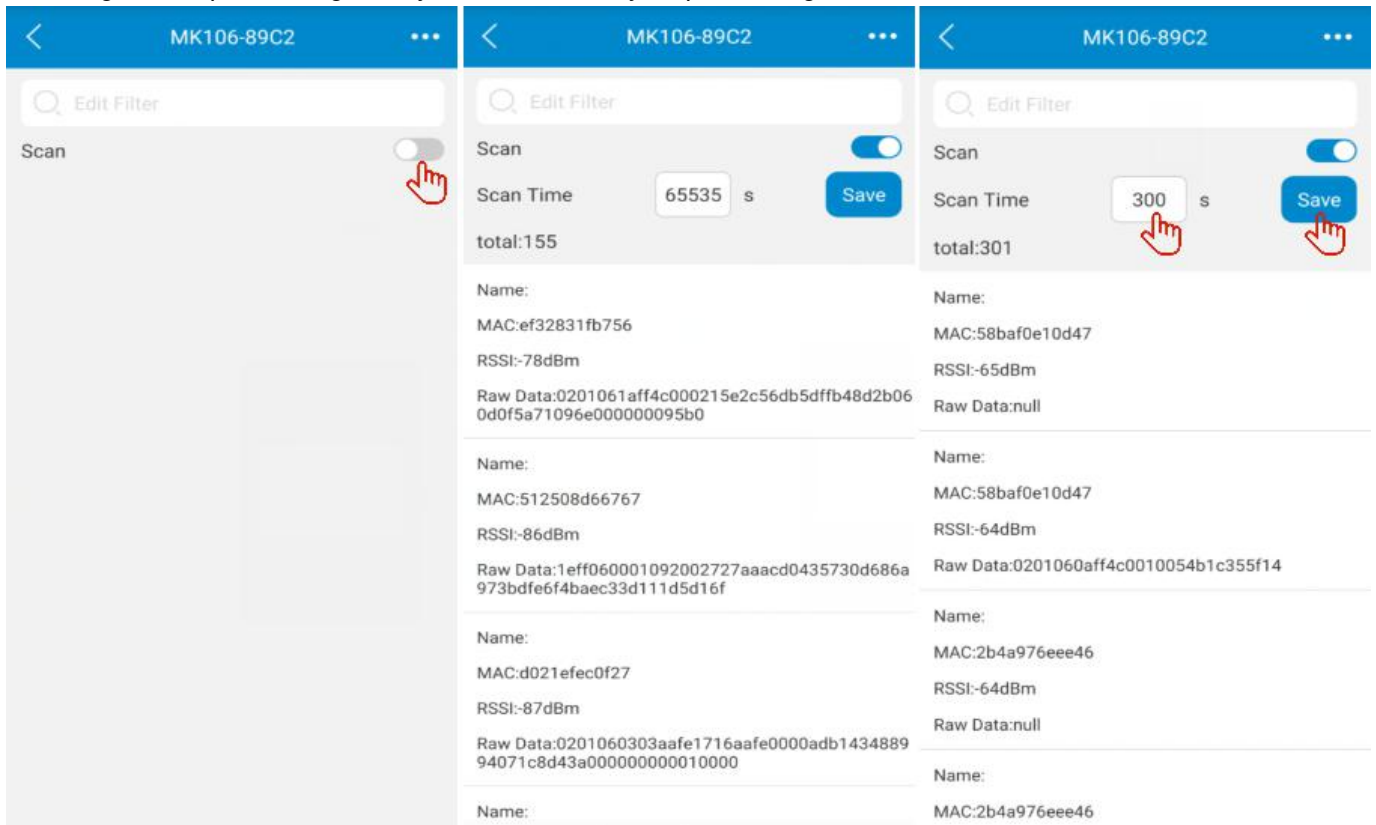 MK106-89C2
Edit Filter
Scan
MK106-89C2
Edit Filter
Scan
Scan Time 65535 s Save
total:155
Name:
MAC:ef32831fb756
RSSI:-78dBm
Raw Data:0201061aff4c000215e2c56db5dffb48d2b06
0d0f5a71096e000000095b0
Name:
MAC:512508d66767
RSSI:-86dBm
Raw Data:1eff060001092002727aaacd0435730d686a
973bdfe6f4baec33d111d5d16f
Name:
MAC:d021efec0f27
RSSI:-87dBm
Raw Data:0201060303aafe1716aafe0000adb1434889
94071c8d43a000000000010000
Name:
MK106-89C2
Edit Filter
Scan
Scan Time 300 s Save
total:301
Name:
MAC:58baf0e10d47
RSSI:-65dBm
Raw Data:null
Name:
MAC:58baf0e10d47
RSSI:-64dBm
Raw Data:0201060aff4c0010054b1c355f14
Name:
MAC:2b4a976eee46
RSSI:-64dBm
Raw Data:null
Name:
MAC:2b4a976eee46